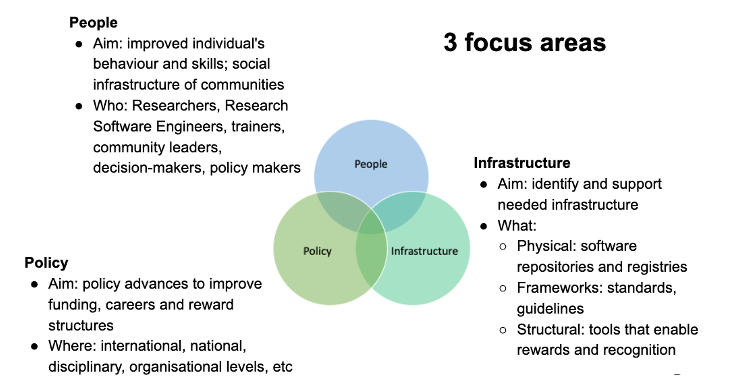 3 focus areas
People
● Aim: improved individual's
behaviour and skills; social
infrastructure of communities
● Who: Researchers, Research
Software Engineers, trainers,
community leaders,
decision-makers, policy makers
People
Policy
Infrastructure
Infrastructure
● Aim: identify and support
needed infrastructure
● What:
○ Physical: software
repositories and registries
○ Frameworks: standards,
guidelines
○ Structural: tools that enable
rewards and recognition
Policy
● Aim: policy advances to improve
funding, careers and reward
structures
● Where: international, national,
disciplinary, organisational levels, etc